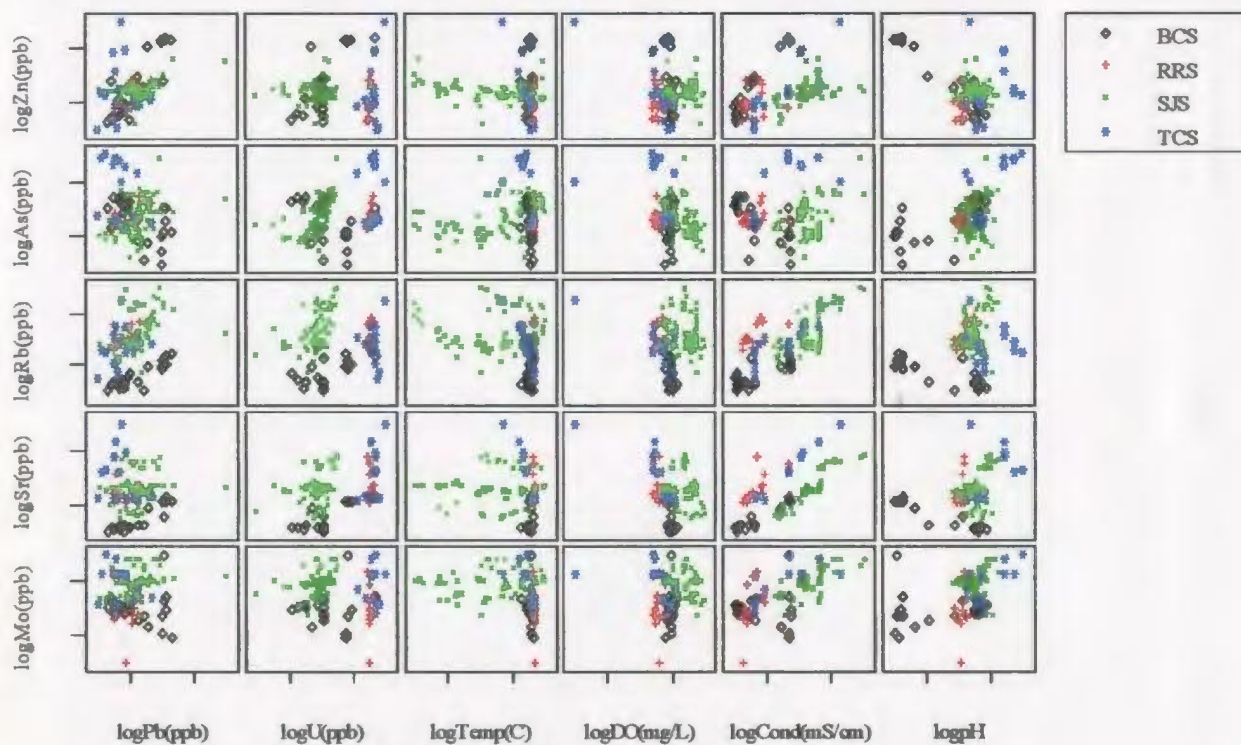 BCS
RRS
SJS
TCS
logZn(ppb)
logAs(ppb)
logRb(ppb)
logSr(ppb)
logMo(ppb)
logPb(ppb)
logU(ppb)
logTemp(C)
logDO(mg/L)
logCond(mS/cm)
logpH